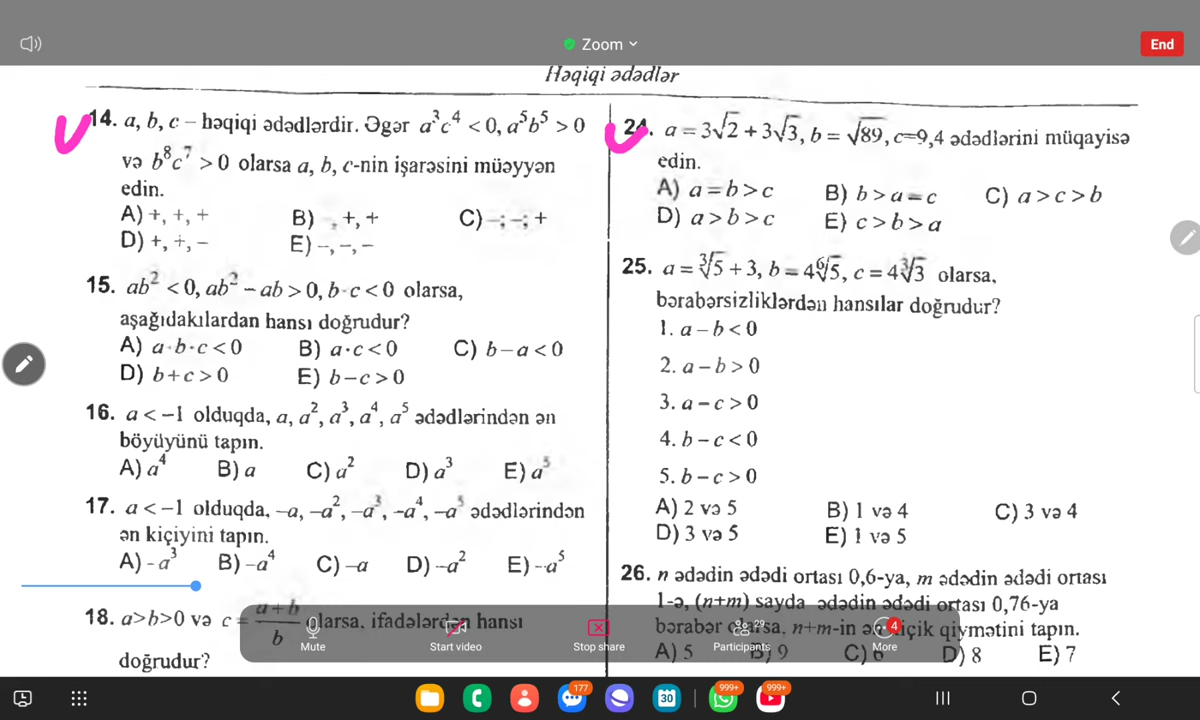 Zoom
End
Həqiqi ədədlər
14. a, b, c – həqiqi ədədlərdir. Əgər a³c⁴ < 0, a⁵b⁵ > 0
və b⁸c⁷ > 0 olarsa a, b, c-nin işarəsini müəyyən
edin.
A) +, +, + B) -, +, + C) –; –; +
D) +, +, – E) –, –, –
15. ab² < 0, ab² – ab > 0, b·c < 0 olarsa,
aşağıdakılardan hansı doğrudur?
A) a·b·c < 0 B) a·c < 0 C) b – a < 0
D) b + c > 0 E) b – c > 0
16. a < –1 olduqda, a, a², a³, a⁴, a⁵ ədədlərindən ən
böyüyünü tapın.
A) a⁴ B) a C) a² D) a³ E) a⁵
17. a < –1 olduqda, –a, –a², –a³, –a⁴, –a⁵ ədədlərindən
ən kiçiyini tapın.
A) –a³ B) –a⁴ C) –a D) –a² E) –a⁵
18. a>b>0 və c = a+b / b olarsa, ifadələrdən hansı
doğrudur?
24. a = 3√2 + 3√3, b = √89, c=9,4 ədədlərini müqayisə
edin.
A) a = b > c B) b > a = c C) a > c > b
D) a > b > c E) c > b > a
25. a = ∛5 + 3, b = 4⁶√5, c = 4∛3 olarsa,
bərabərsizliklərdən hansılar doğrudur?
1. a – b < 0
2. a – b > 0
3. a – c > 0
4. b – c < 0
5. b – c > 0
A) 2 və 5 B) 1 və 4 C) 3 və 4
D) 3 və 5 E) 1 və 5
26. n ədədin ədədi ortası 0,6-ya, m ədədin ədədi ortası
1-ə, (n+m) sayda ədədin ədədi ortası 0,76-ya
bərabər olarsa, n+m-in ən kiçik qiymətini tapın.
A) 5 B) 9 C) 6 D) 8 E) 7
29
4
Mute Start video Stop share Participants More
177
30
999+
999+